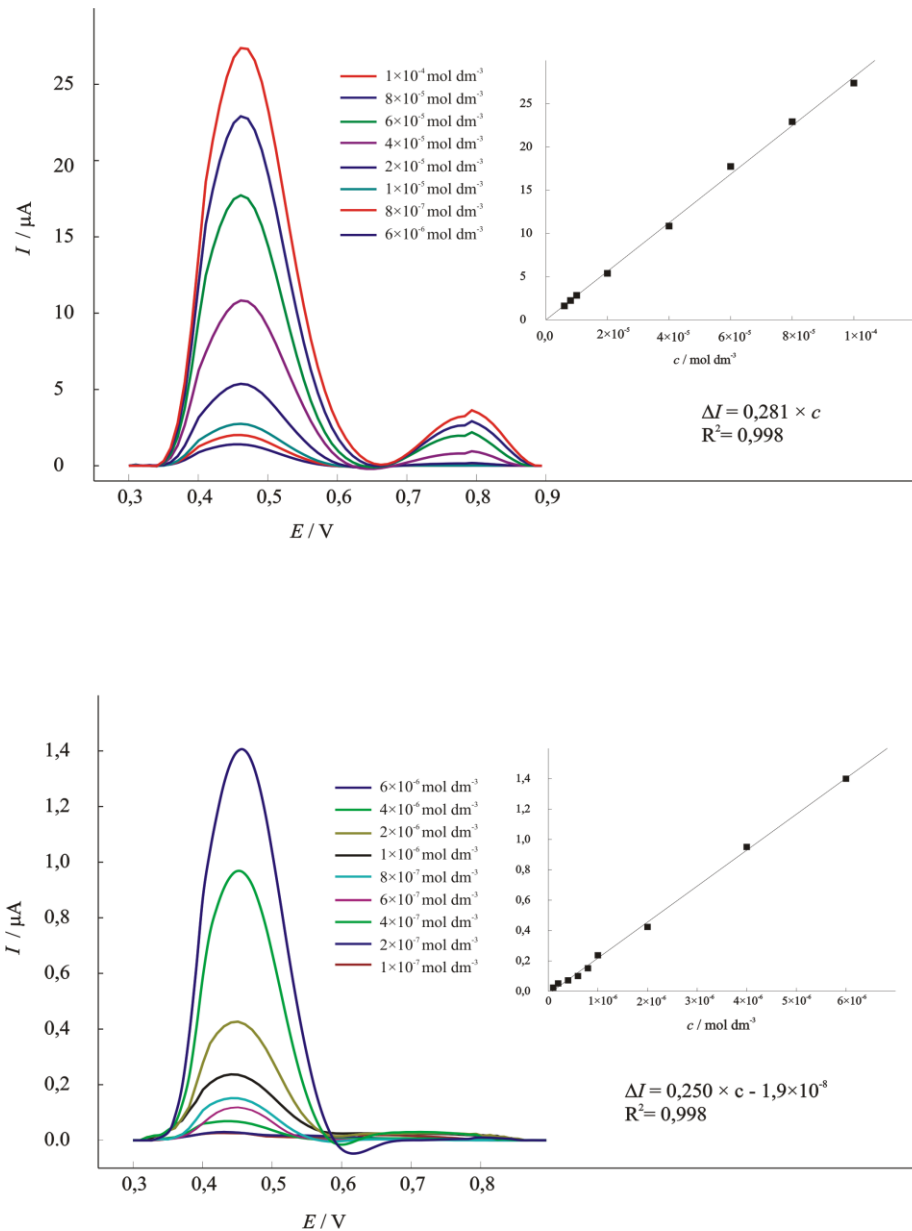 25
20
15
10
5
0
I / μA
0,3 0,4 0,5 0,6 0,7 0,8 0,9
E / V
1×10⁻⁴ mol dm⁻³
8×10⁻⁵ mol dm⁻³
6×10⁻⁵ mol dm⁻³
4×10⁻⁵ mol dm⁻³
2×10⁻⁵ mol dm⁻³
1×10⁻⁵ mol dm⁻³
8×10⁻⁷ mol dm⁻³
6×10⁻⁶ mol dm⁻³
25
20
15
10
5
0
0,0 2×10⁻⁵ 4×10⁻⁵ 6×10⁻⁵ 8×10⁻⁵ 1×10⁻⁴
c / mol dm⁻³
ΔI = 0,281 × c
R²= 0,998
1,4
1,2
1,0
0,8
0,6
0,4
0,2
0.0
I / μA
0,3 0,4 0,5 0,6 0,7 0,8
E / V
6×10⁻⁶ mol dm⁻³
4×10⁻⁶ mol dm⁻³
2×10⁻⁶ mol dm⁻³
1×10⁻⁶ mol dm⁻³
8×10⁻⁷ mol dm⁻³
6×10⁻⁷ mol dm⁻³
4×10⁻⁷ mol dm⁻³
2×10⁻⁷ mol dm⁻³
1×10⁻⁷ mol dm⁻³
1,4
1,2
1,0
0,8
0,6
0,4
0,2
0,0
0 1×10⁻⁶ 2×10⁻⁶ 3×10⁻⁶ 4×10⁻⁶ 5×10⁻⁶ 6×10⁻⁶
c / mol dm⁻³
ΔI = 0,250 × c - 1,9×10⁻⁸
R²= 0,998